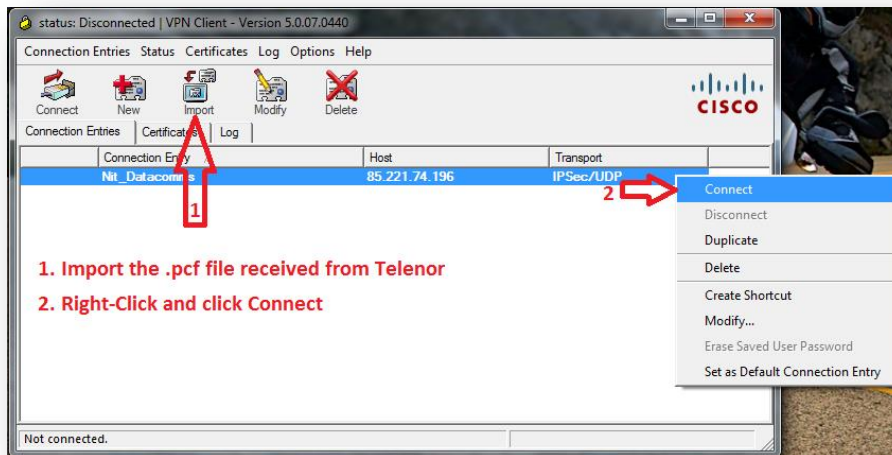 status: Disconnected | VPN Client - Version 5.0.07.0440
Connection Entries Status Certificates Log Options Help
Connect New Import Modify Delete
CISCO
Connection Entries Certificates Log
Connection Entry Host Transport
Nit_Datacomms 85.221.74.196 IPSec/UDP
1
2
Connect
Disconnect
Duplicate
Delete
Create Shortcut
Modify...
Erase Saved User Password
Set as Default Connection Entry
1. Import the .pcf file received from Telenor
2. Right-Click and click Connect
Not connected.